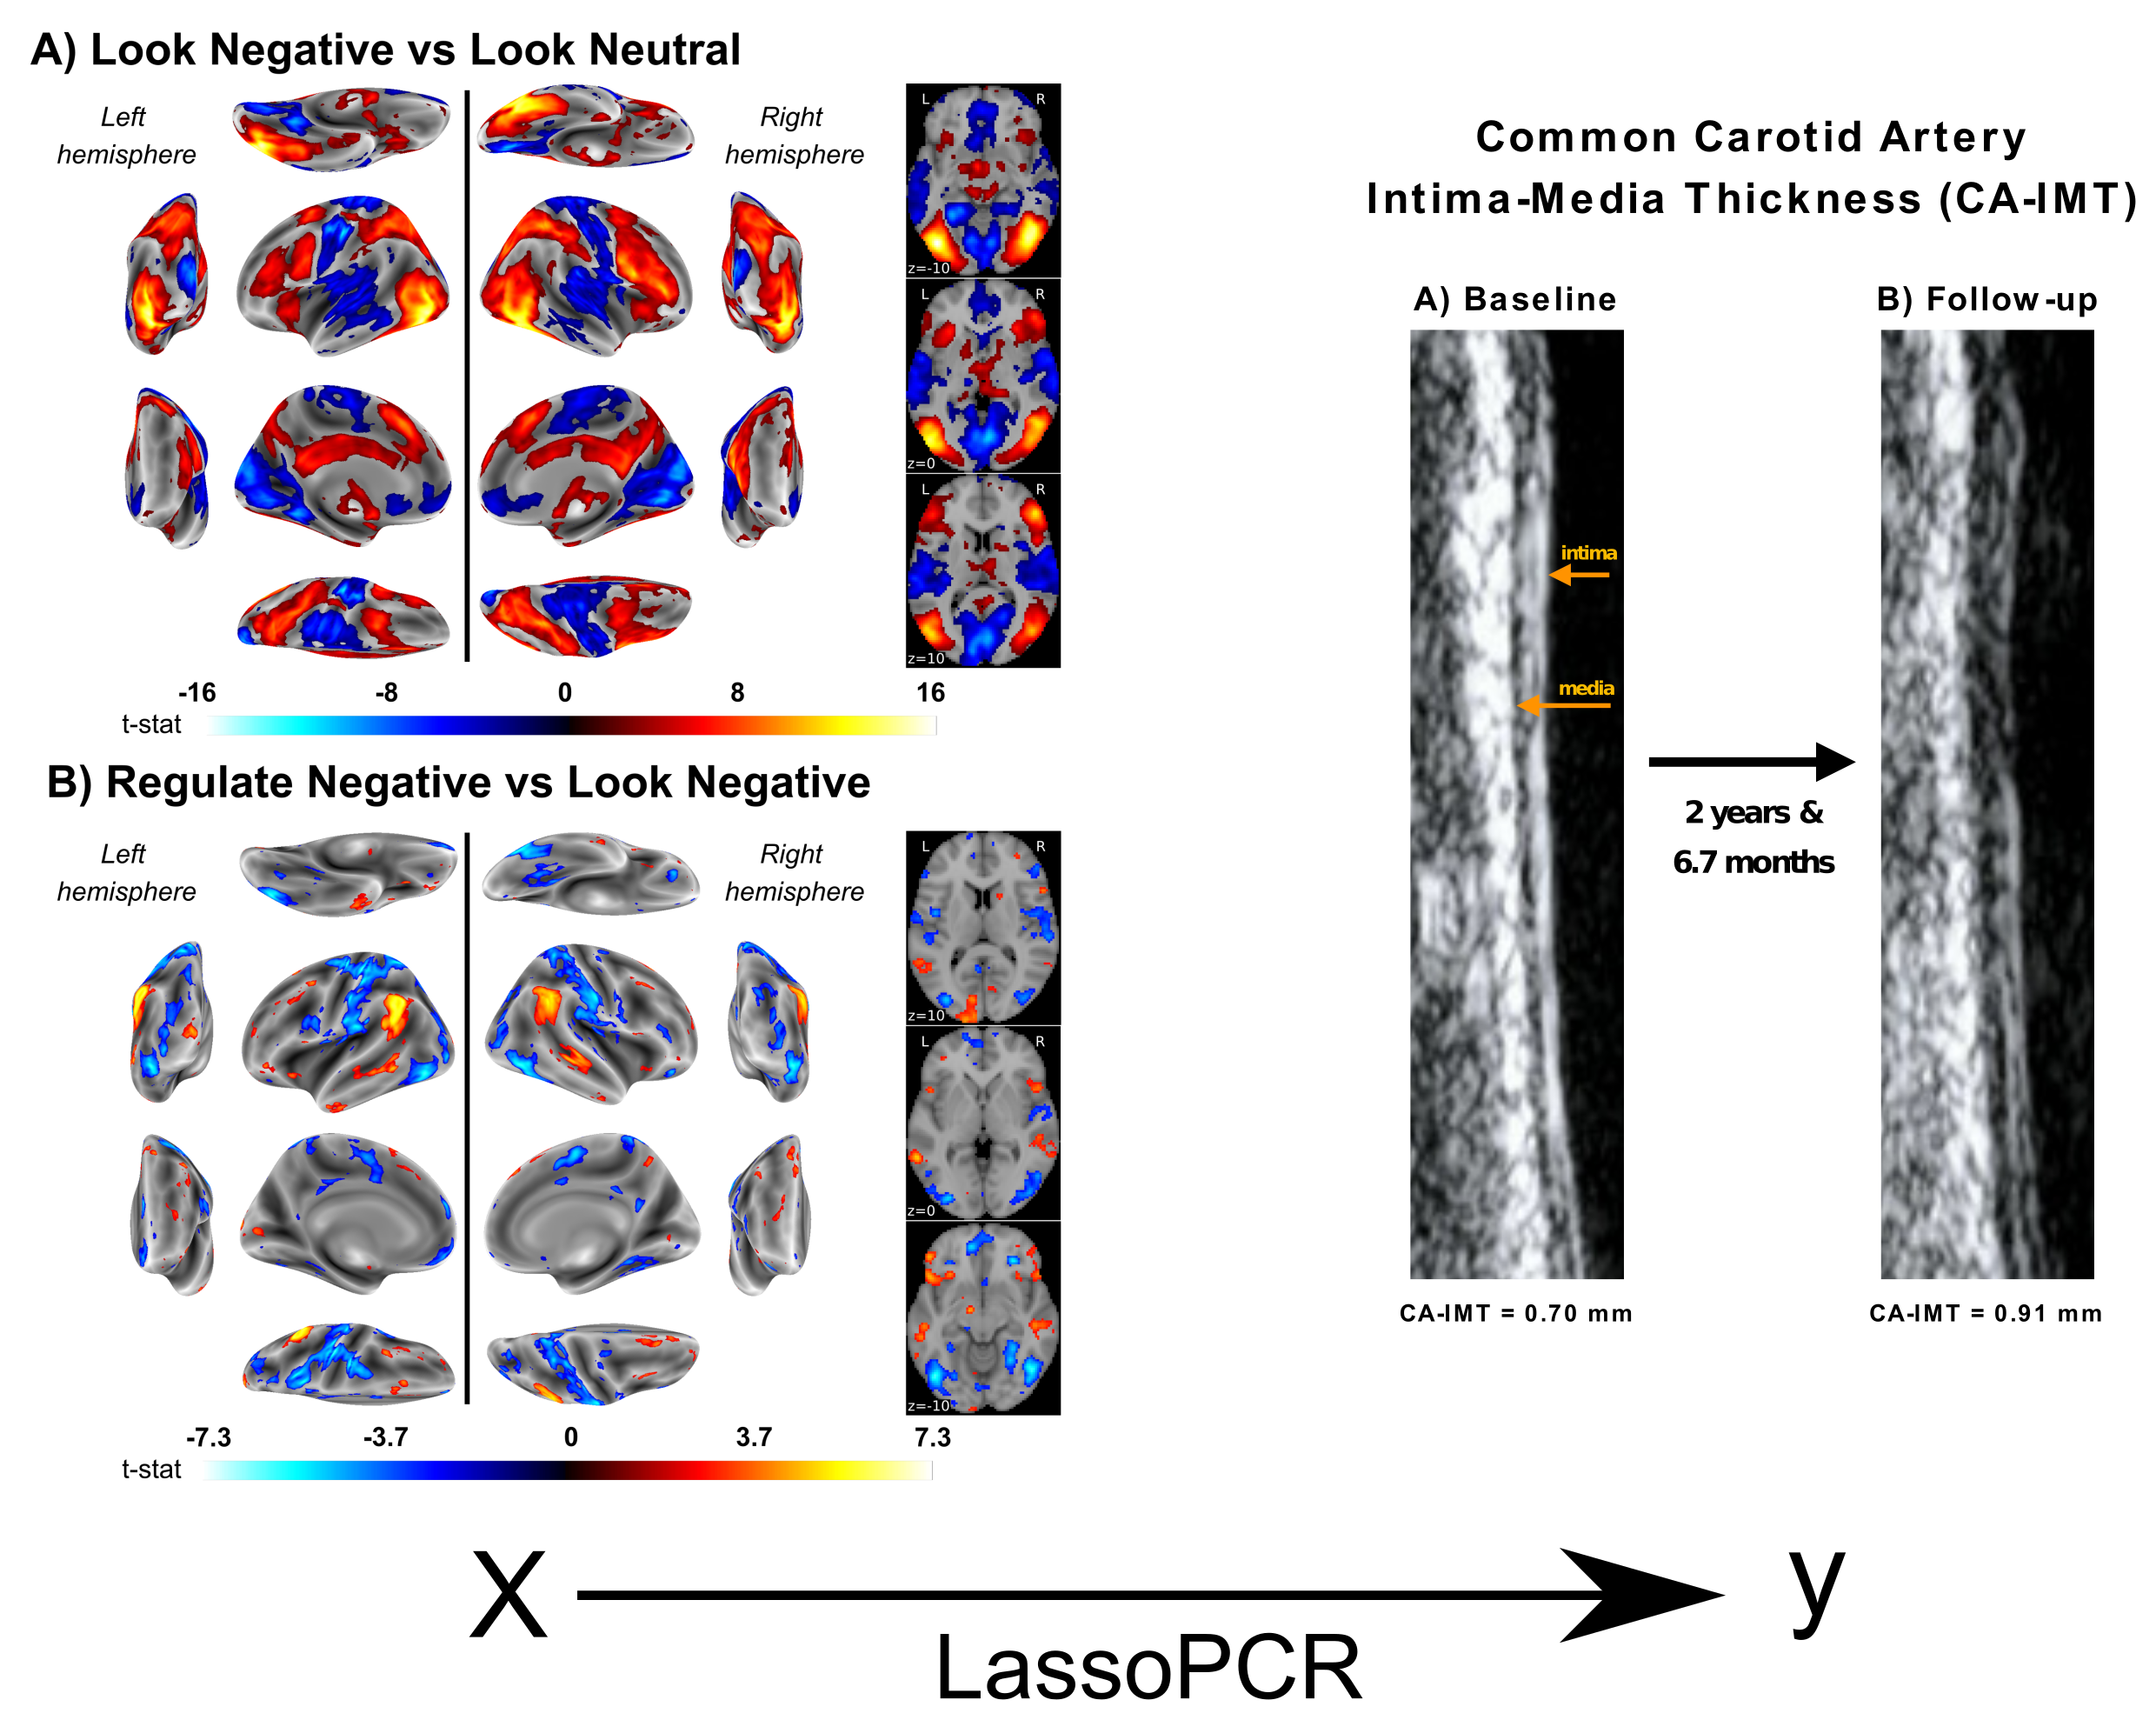 A) Look Negative vs Look Neutral
Left
hemisphere
Right
hemisphere
L R
z=-10
L R
z=0
L R
z=10
-16 -8 0 8 16
t-stat
B) Regulate Negative vs Look Negative
Left
hemisphere
Right
hemisphere
L R
z=10
L R
z=0
z=-10
-7.3 -3.7 0 3.7 7.3
t-stat
Common Carotid Artery
Intima-Media Thickness (CA-IMT)
A) Baseline
B) Follow-up
intima
media
2 years &
6.7 months
CA-IMT = 0.70 mm
CA-IMT = 0.91 mm
X
y
LassoPCR